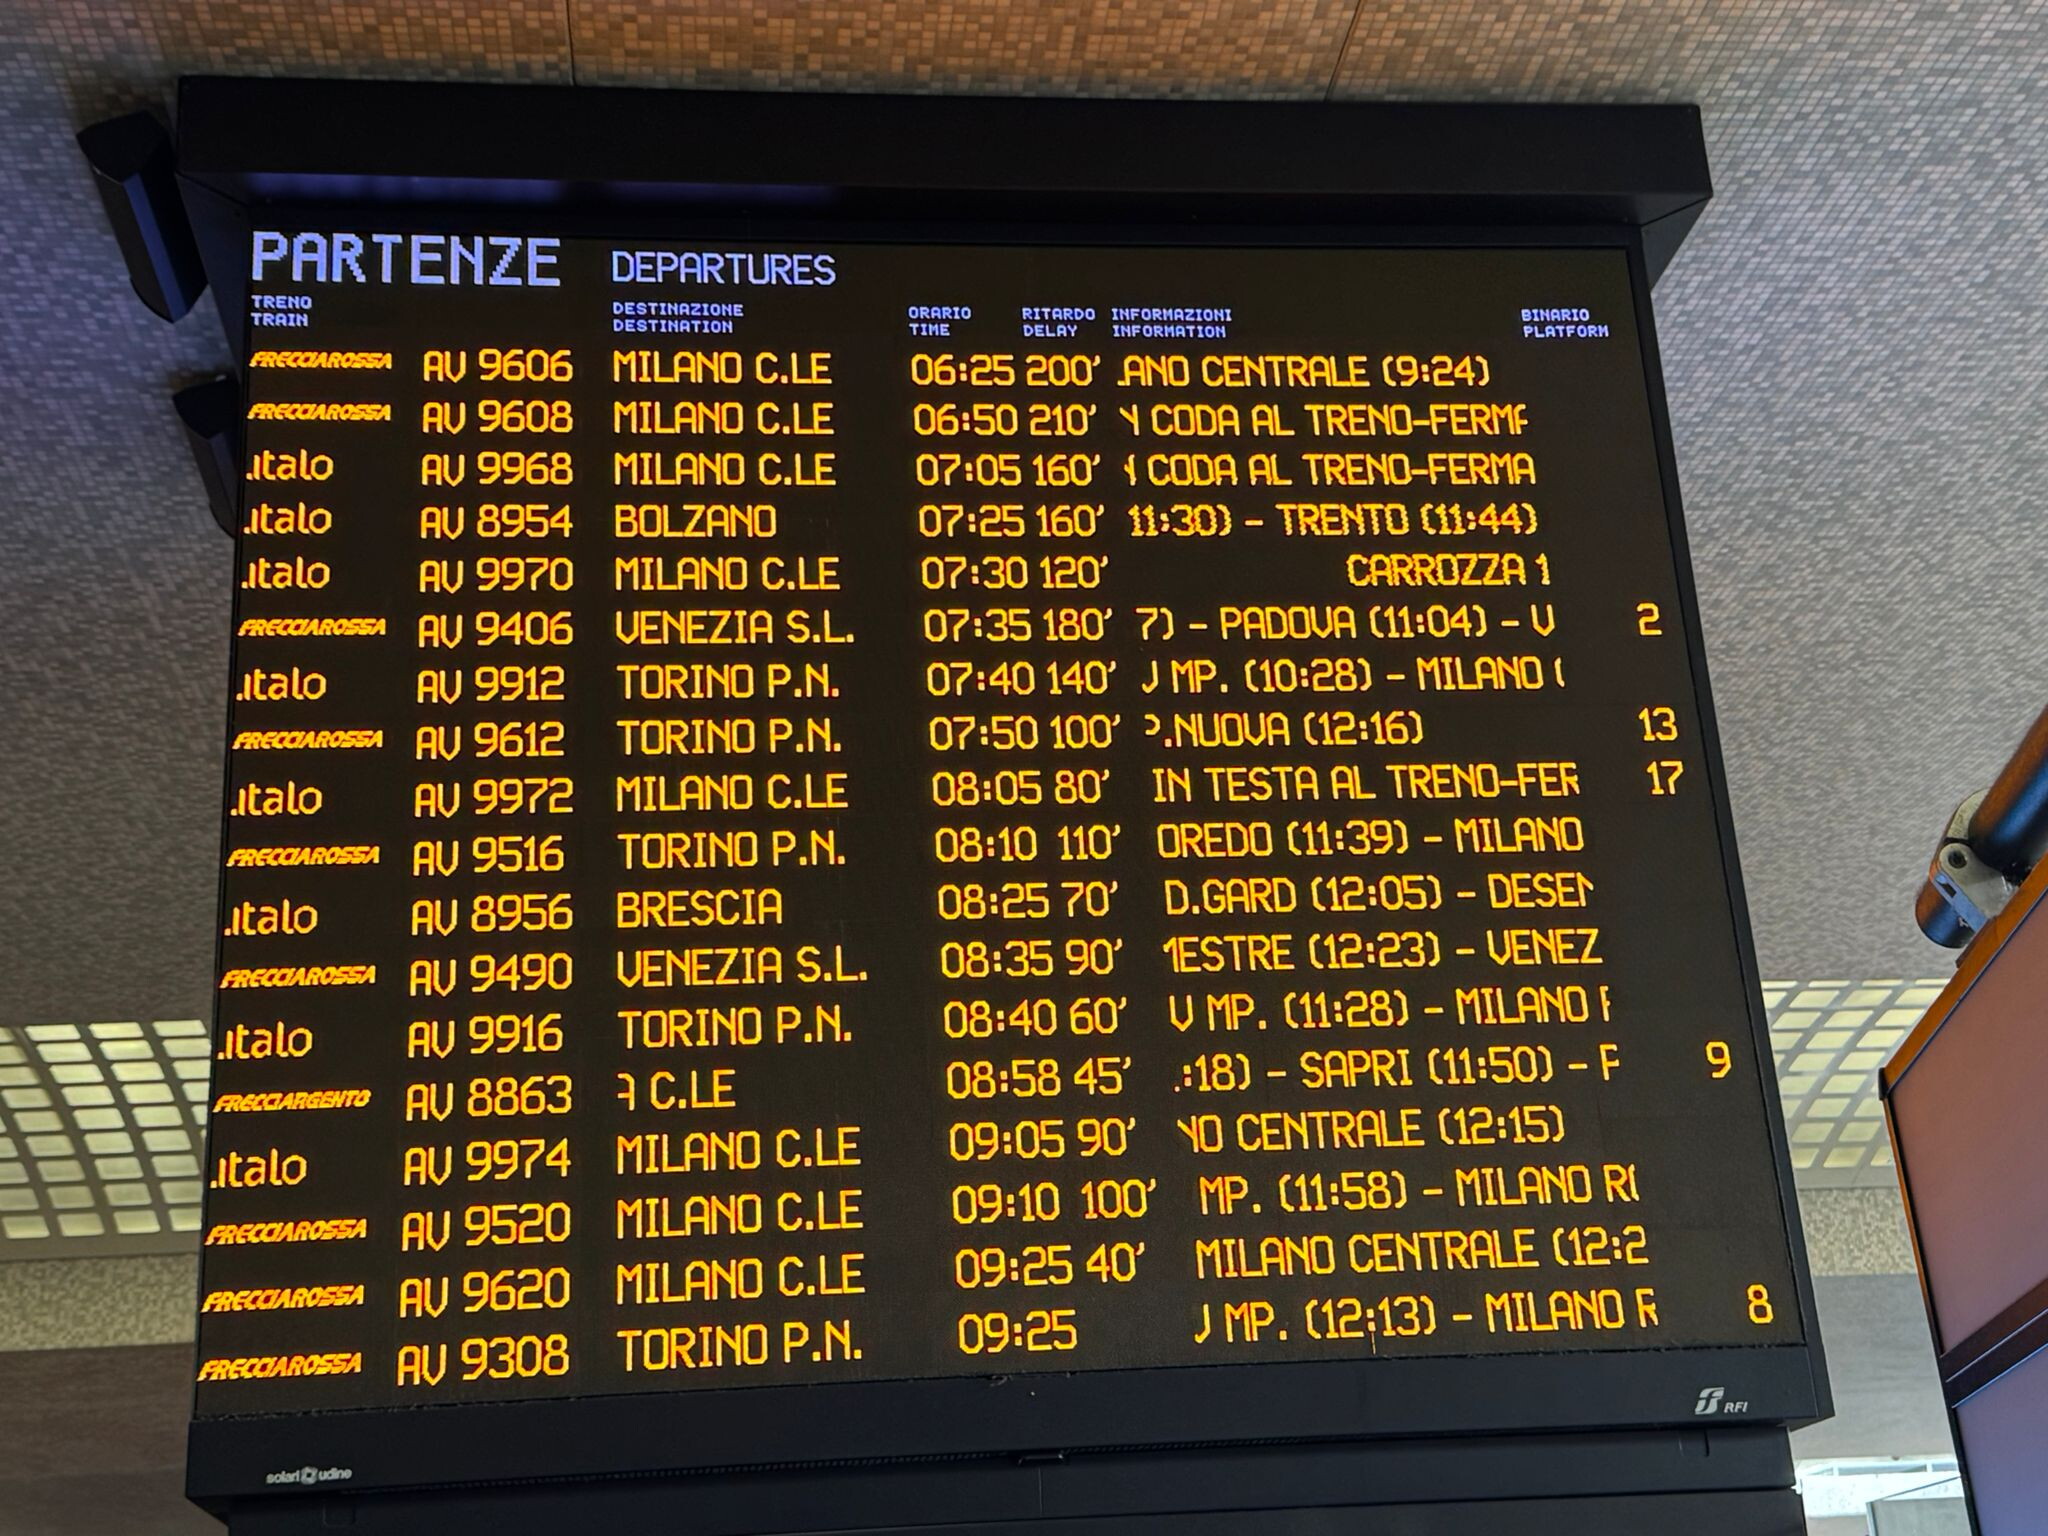 PARTENZE DEPARTURES
TRENO DESTINAZIONE ORARIO RITARDO INFORMAZIONI BINARIO
TRAIN DESTINATION TIME DELAY INFORMATION PLATFORM
FRECCIAROSSA AV 9606 MILANO C.LE 06:25 200' .ANO CENTRALE (9:24)
FRECCIAROSSA AV 9608 MILANO C.LE 06:50 210' CODA AL TRENO-FERMA
.italo AV 9968 MILANO C.LE 07:05 160' CODA AL TRENO-FERMA
.italo AV 8954 BOLZANO 07:25 160' 11:30) - TRENTO (11:44)
.italo AV 9970 MILANO C.LE 07:30 120' CARROZZA 1
FRECCIAROSSA AV 9406 VENEZIA S.L. 07:35 180' 7) - PADOVA (11:04) - V 2
.italo AV 9912 TORINO P.N. 07:40 140' MP. (10:28) - MILANO (
FRECCIAROSSA AV 9612 TORINO P.N. 07:50 100' P.NUOVA (12:16) 13
.italo AV 9972 MILANO C.LE 08:05 80' IN TESTA AL TRENO-FER 17
FRECCIAROSSA AV 9516 TORINO P.N. 08:10 110' OREDO (11:39) - MILANO
.italo AV 8956 BRESCIA 08:25 70' D.GARD (12:05) - DESEN
FRECCIAROSSA AV 9490 VENEZIA S.L. 08:35 90' MESTRE (12:23) - VENEZ
.italo AV 9916 TORINO P.N. 08:40 60' V MP. (11:28) - MILANO R
FRECCIARGENTO AV 8863 A C.LE 08:58 45' :18) - SAPRI (11:50) - P 9
.italo AV 9974 MILANO C.LE 09:05 90' NO CENTRALE (12:15)
FRECCIAROSSA AV 9520 MILANO C.LE 09:10 100' MP. (11:58) - MILANO RO
FRECCIAROSSA AV 9620 MILANO C.LE 09:25 40' MILANO CENTRALE (12:2
FRECCIAROSSA AV 9308 TORINO P.N. 09:25 MP. (12:13) - MILANO R 8
RFI
solari udine